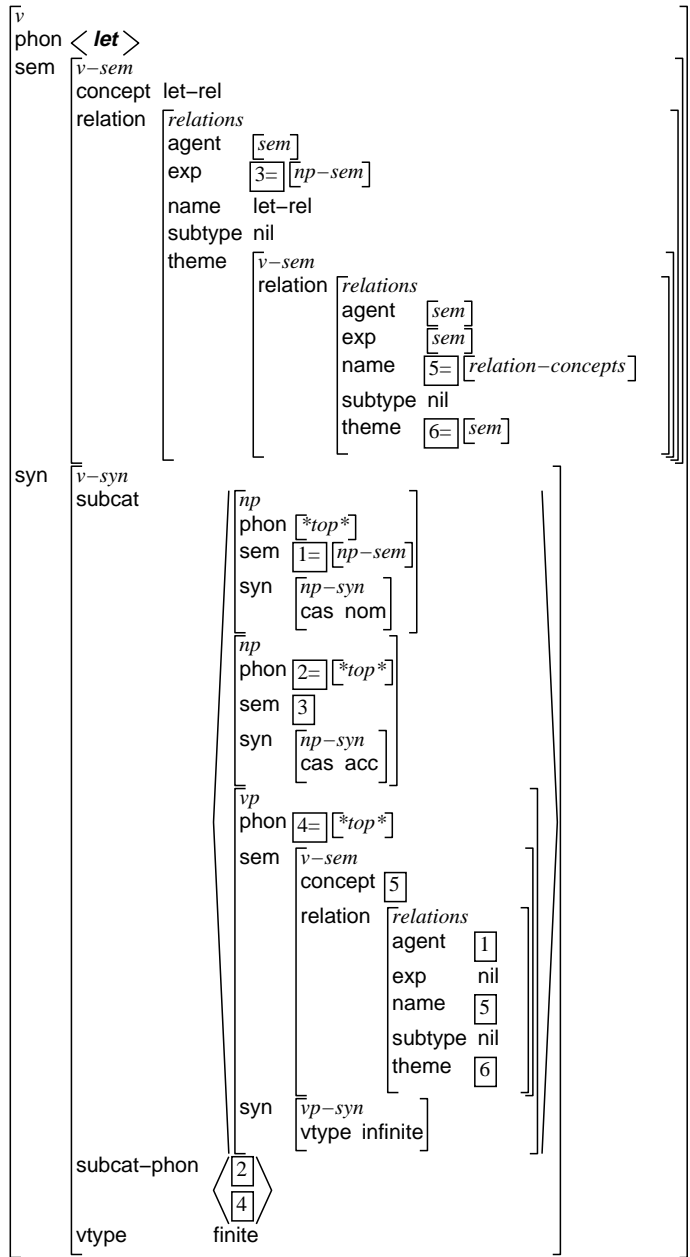 v
phon < let >
sem v−sem
concept let−rel
relation relations
agent sem
exp 3= np−sem
name let−rel
subtype nil
theme v−sem
relation relations
agent sem
exp sem
name 5= relation−concepts
subtype nil
theme 6= sem
syn v−syn
subcat np
phon *top*
sem 1= np−sem
syn np−syn
cas nom
np
phon 2= *top*
sem 3
syn np−syn
cas acc
vp
phon 4= *top*
sem v−sem
concept 5
relation relations
agent 1
exp nil
name 5
subtype nil
theme 6
syn vp−syn
vtype infinite
subcat−phon 2
4
vtype finite